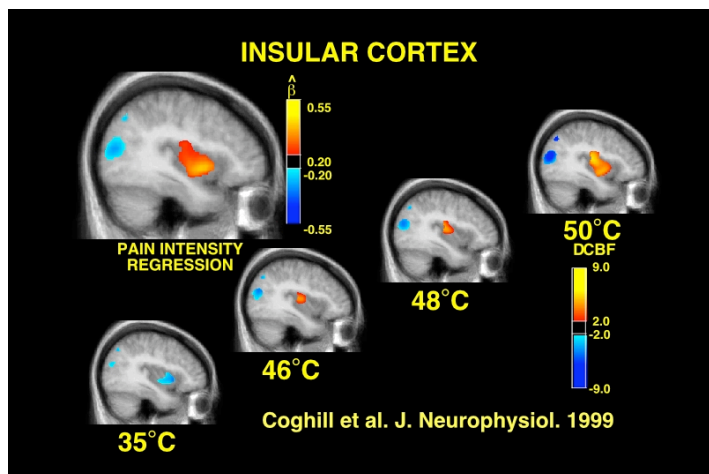 INSULAR CORTEX
^
β
0.55
0.20
-0.20
-0.55
PAIN INTENSITY
REGRESSION
50°C
DCBF
9.0
2.0
-2.0
-9.0
48°C
46°C
35°C
Coghill et al. J. Neurophysiol. 1999